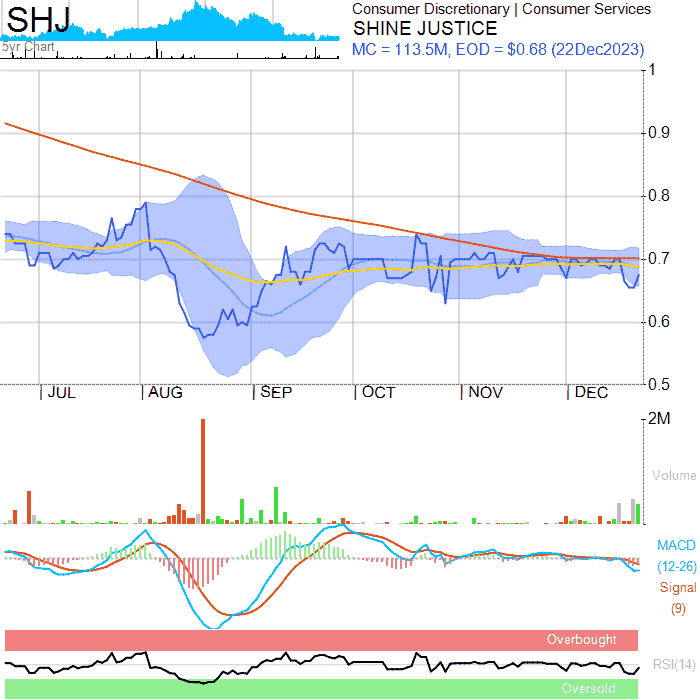 SHJ
5yr Chart
Consumer Discretionary | Consumer Services
SHINE JUSTICE
MC = 113.5M, EOD = $0.68 (22Dec2023)
1
0.9
0.8
0.7
0.6
0.5
JUL AUG SEP OCT NOV DEC
2M
Volume
MACD
(12-26)
Signal
(9)
Overbought
RSI(14)
Oversold